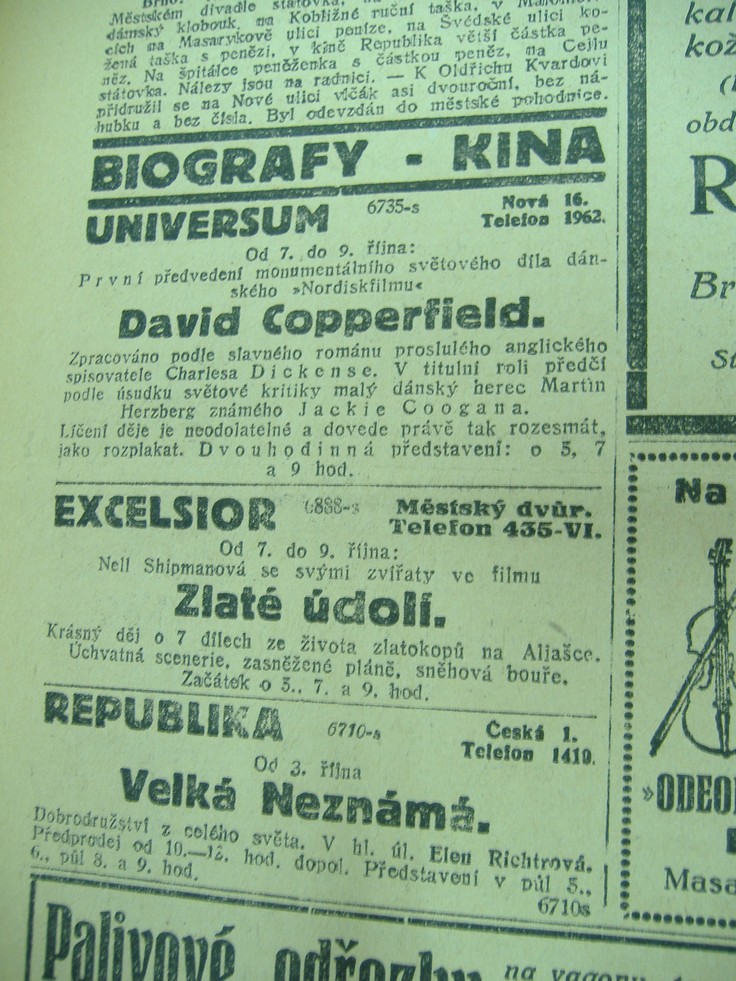 Městském divadle
dámský klobouk, na Kobližné ruční taška, v
cích na Masarykově ulici peníze, na Švédské ulici ko-
žená taška s penězi, v kině Republika větší částka pe-
něz. Na špitálce peněženka s částkou peněz, na Cejlu
státovka. Nálezy jsou na radnici. — K Oldřichu Kvardovi
přidružil se na Nové ulici vlčák asi dvouroční, bez ná-
hubku a bez čísla. Byl odevzdán do městské pohodnice.
BIOGRAFY - KINA
UNIVERSUM 6735-s Nová 16.
Telefon 1962.
Od 7. do 9. října:
První předvedení monumentálního světového díla dán-
ského »Nordiskfilmu«
David Copperfield.
Zpracováno podle slavného románu proslulého anglického
spisovatele Charlesa Dickense. V titulní roli předčí
podle úsudku světové kritiky malý dánský herec Martin
Herzberg známého Jackie Coogana.
Líčení děje je neodolatelné a dovede právě tak rozesmát,
jako rozplakat. Dvouhodinná představení: o 5, 7
a 9 hod.
EXCELSIOR 6888-s Městský dvůr.
Telefon 435-VI.
Od 7. do 9. října:
Nell Shipmanová se svými zvířaty ve filmu
Zlaté údolí.
Krásný děj o 7 dílech ze života zlatokopů na Aljašce.
Úchvatná scenerie, zasněžené pláně, sněhová bouře.
Začátek o 5., 7. a 9. hod.
REPUBLIKA 6710-s Česká 1.
Telefon 1419.
Od 3. října
Velká Neznámá.
Dobrodružství z celého světa. V hl. úl. Elen Richtrová.
Předprodej od 10.—12. hod. dopol. Představení v půl 5.,
6., půl 8. a 9. hod.
6710s
Palivové odřezky na vagony
kal
kož
obd
R
Br
St
Na
»ODEO
Masa